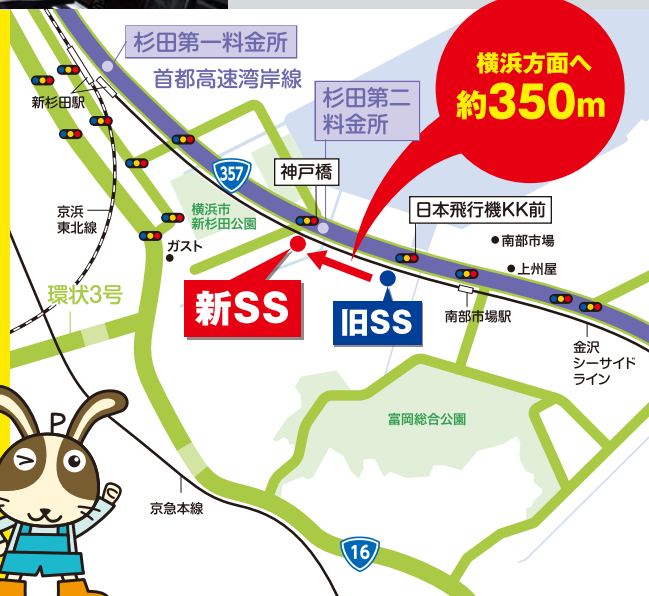 杉田第一料金所
首都高速湾岸線
新杉田駅
杉田第二
料金所
横浜方面へ
約350m
357
神戸橋
京浜
東北線
横浜市
新杉田公園
日本飛行機KK前
ガスト
南部市場
上州屋
環状3号
新SS
旧SS
南部市場駅
金沢
シーサイド
ライン
富岡総合公園
P
京急本線
16